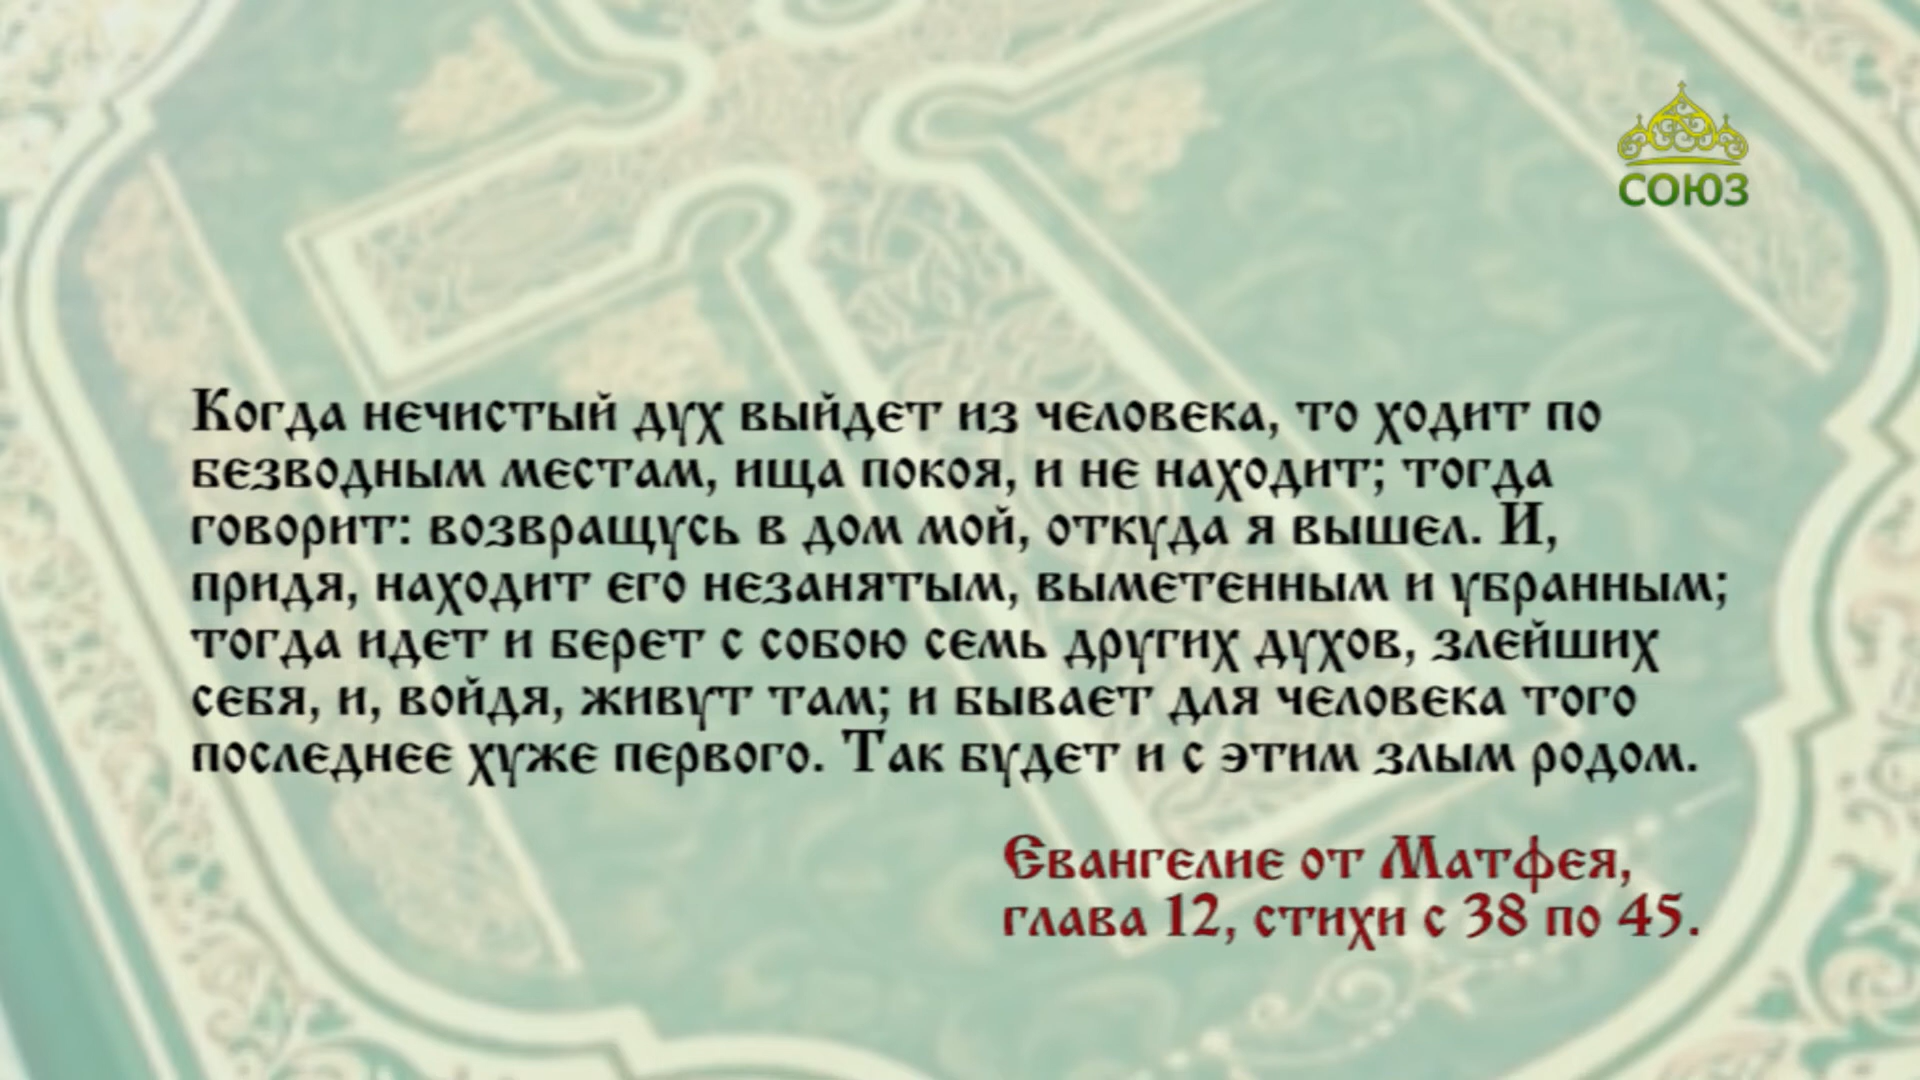 СОЮЗ
Когда нечистый дух выйдет из человека, то ходит по
безводным местам, ища покоя, и не находит; тогда
говорит: возвращусь в дом мой, откуда я вышел. И,
придя, находит его незанятым, выметенным и убранным;
тогда идет и берет с собою семь других духов, злейших
себя, и, войдя, живут там; и бывает для человека того
последнее хуже первого. Так будет и с этим злым родом.
Евангелие от Матфея,
глава 12, стихи с 38 по 45.